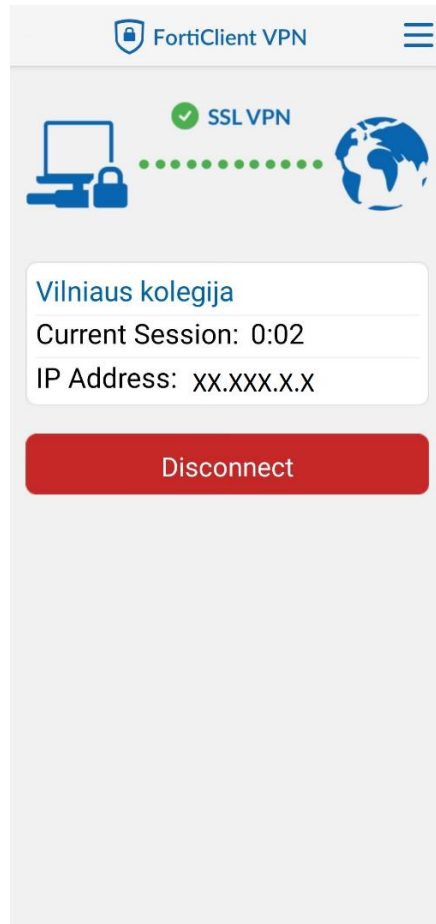 FortiClient VPN
SSL VPN
Vilniaus kolegija
Current Session: 0:02
IP Address: XX.XXX.X.X
Disconnect